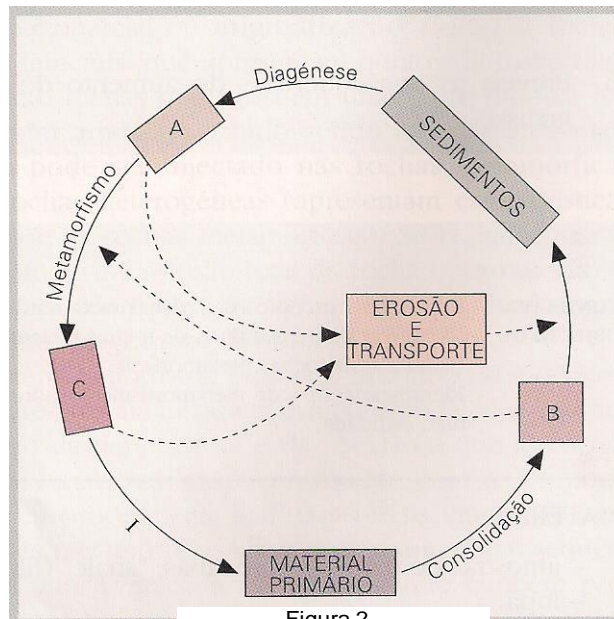 Diagénese
A
SEDIMENTOS
Metamorfismo
EROSÃO
E
TRANSPORTE
C
B
I
Consolidação
MATERIAL
PRIMÁRIO
Figura 2